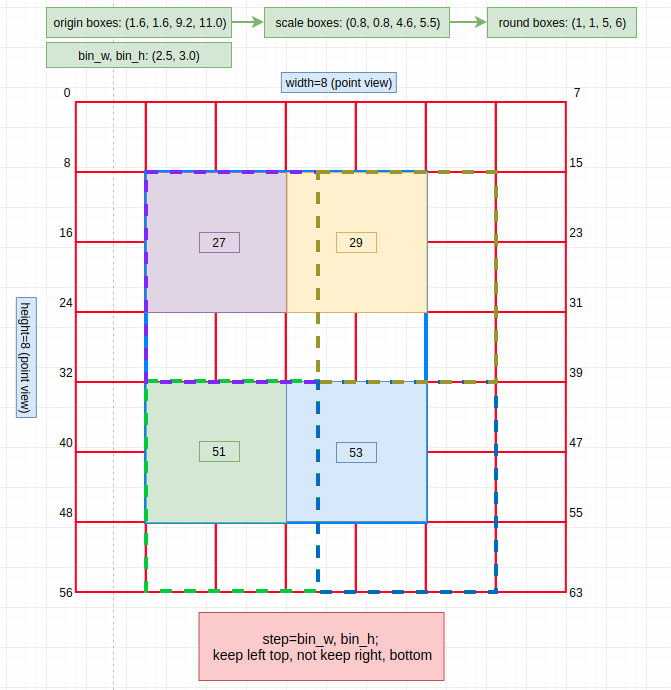 origin boxes: (1.6, 1.6, 9.2, 11.0)
scale boxes: (0.8, 0.8, 4.6, 5.5)
round boxes: (1, 1, 5, 6)
bin_w, bin_h: (2.5, 3.0)
width=8 (point view)
0
7
8
15
16
27
29
23
24
31
height=8 (point view)
32
39
40
51
53
47
48
55
56
63
step=bin_w, bin_h;
keep left top, not keep right, bottom